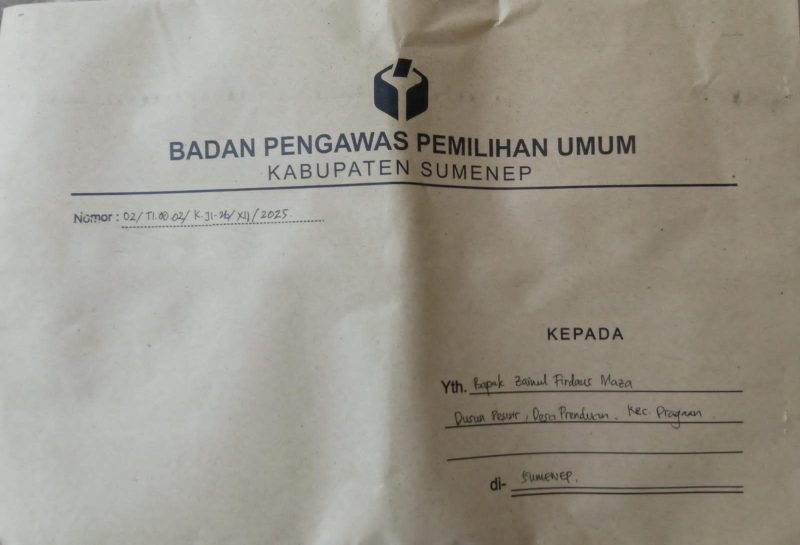 BADAN PENGAWAS PEMILIHAN UMUM
KABUPATEN SUMENEP
Nomor : 02/ TI.00.02/ K.JI-26/ XII/ 2025.
KEPADA
Yth. Bapak Zainul Firdaus Maza
Dusun Pesisir, Desa Prenduan. Kec. Pragaan.
di- SUMENEP.